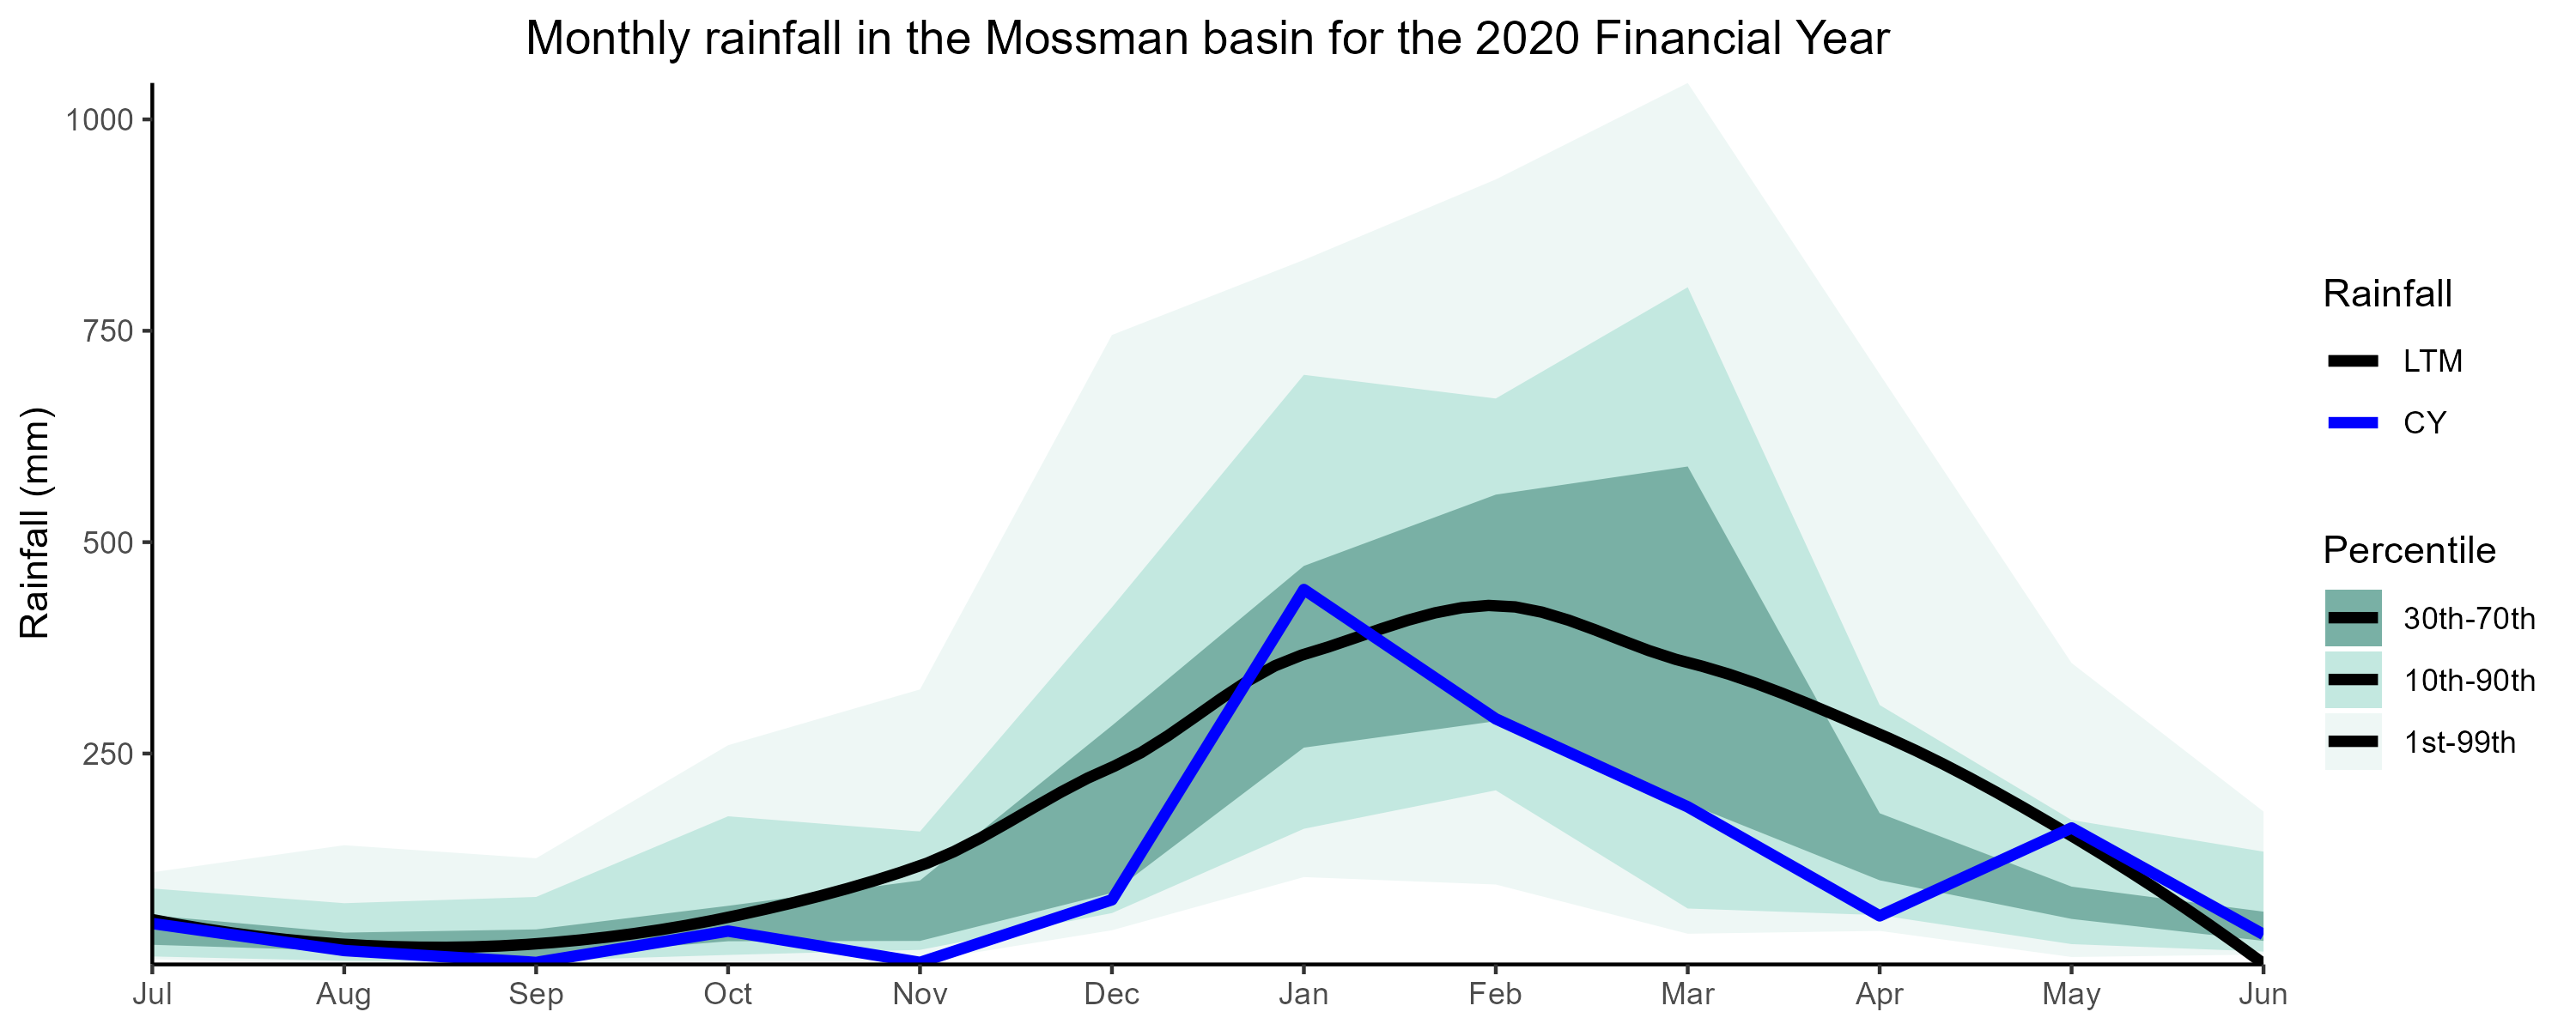 Monthly rainfall in the Mossman basin for the 2020 Financial Year
Rainfall (mm)
1000
750
500
250
Jul Aug Sep Oct Nov Dec Jan Feb Mar Apr May Jun
Rainfall
LTM
CY
Percentile
30th-70th
10th-90th
1st-99th